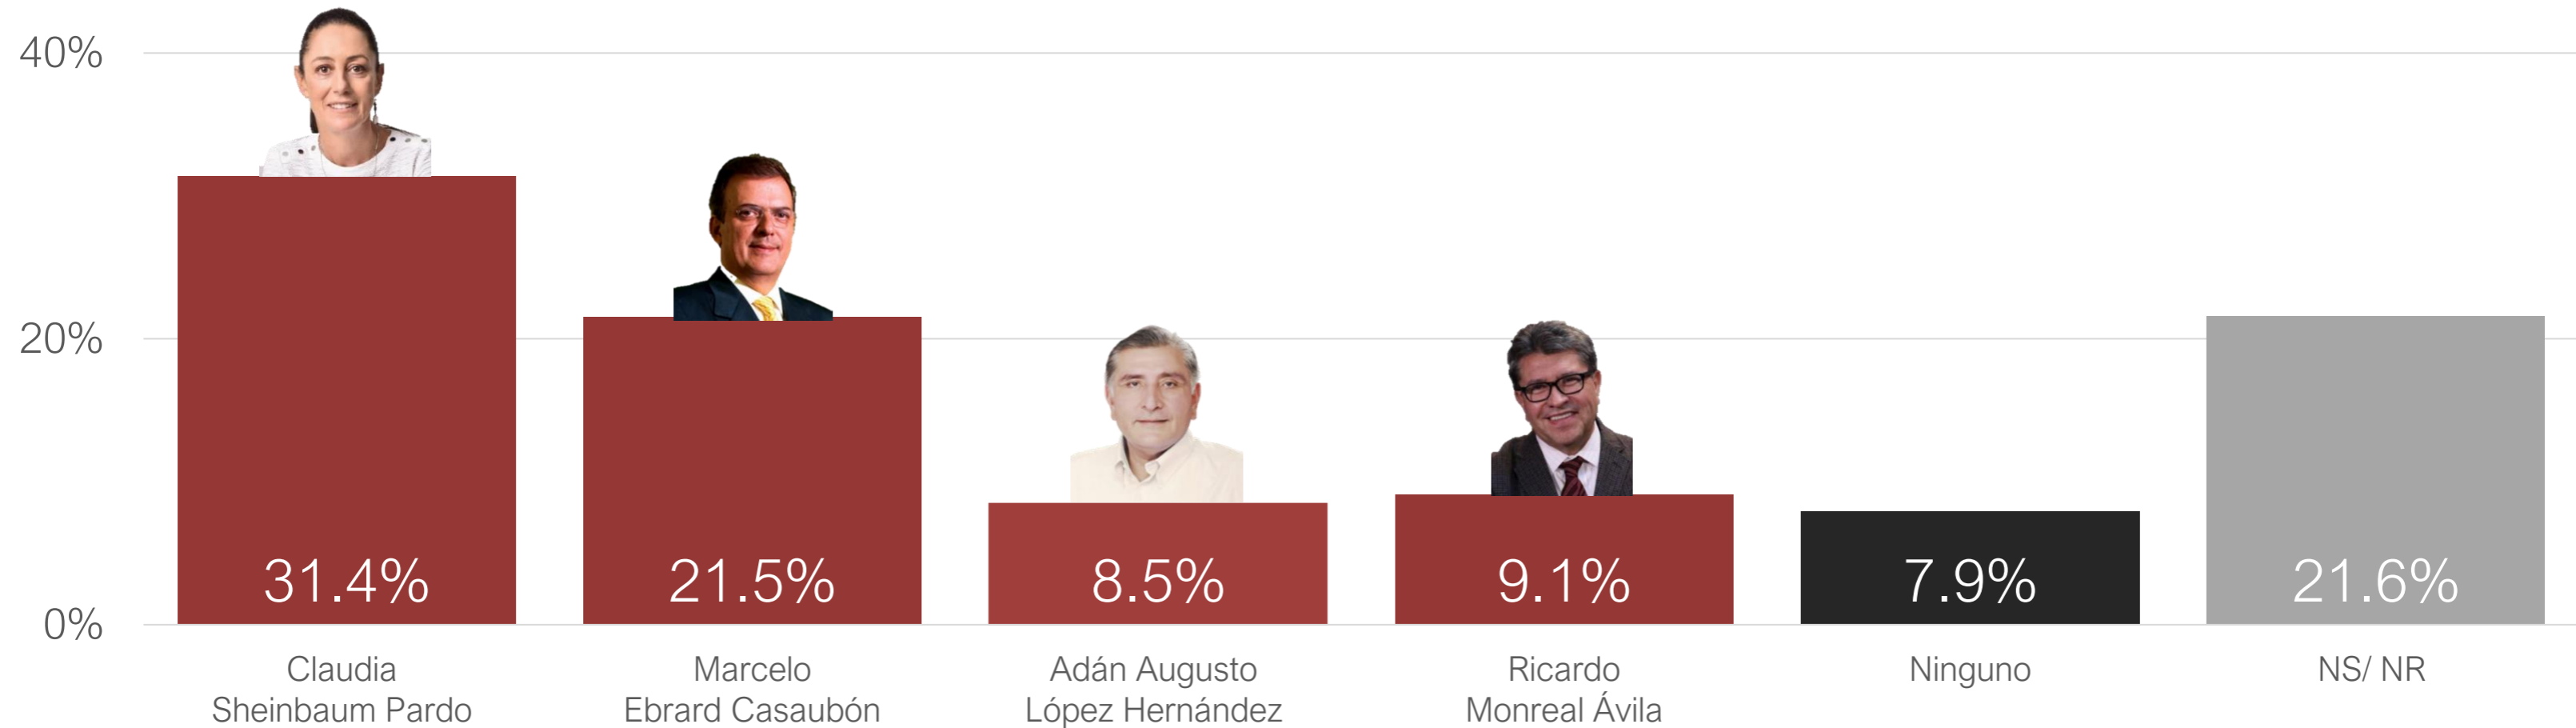 40%
20%
0%
31.4%
21.5%
8.5%
9.1%
7.9%
21.6%
Claudia
Sheinbaum Pardo
Marcelo
Ebrard Casaubón
Adán Augusto
López Hernández
Ricardo
Monreal Ávila
Ninguno
NS/ NR